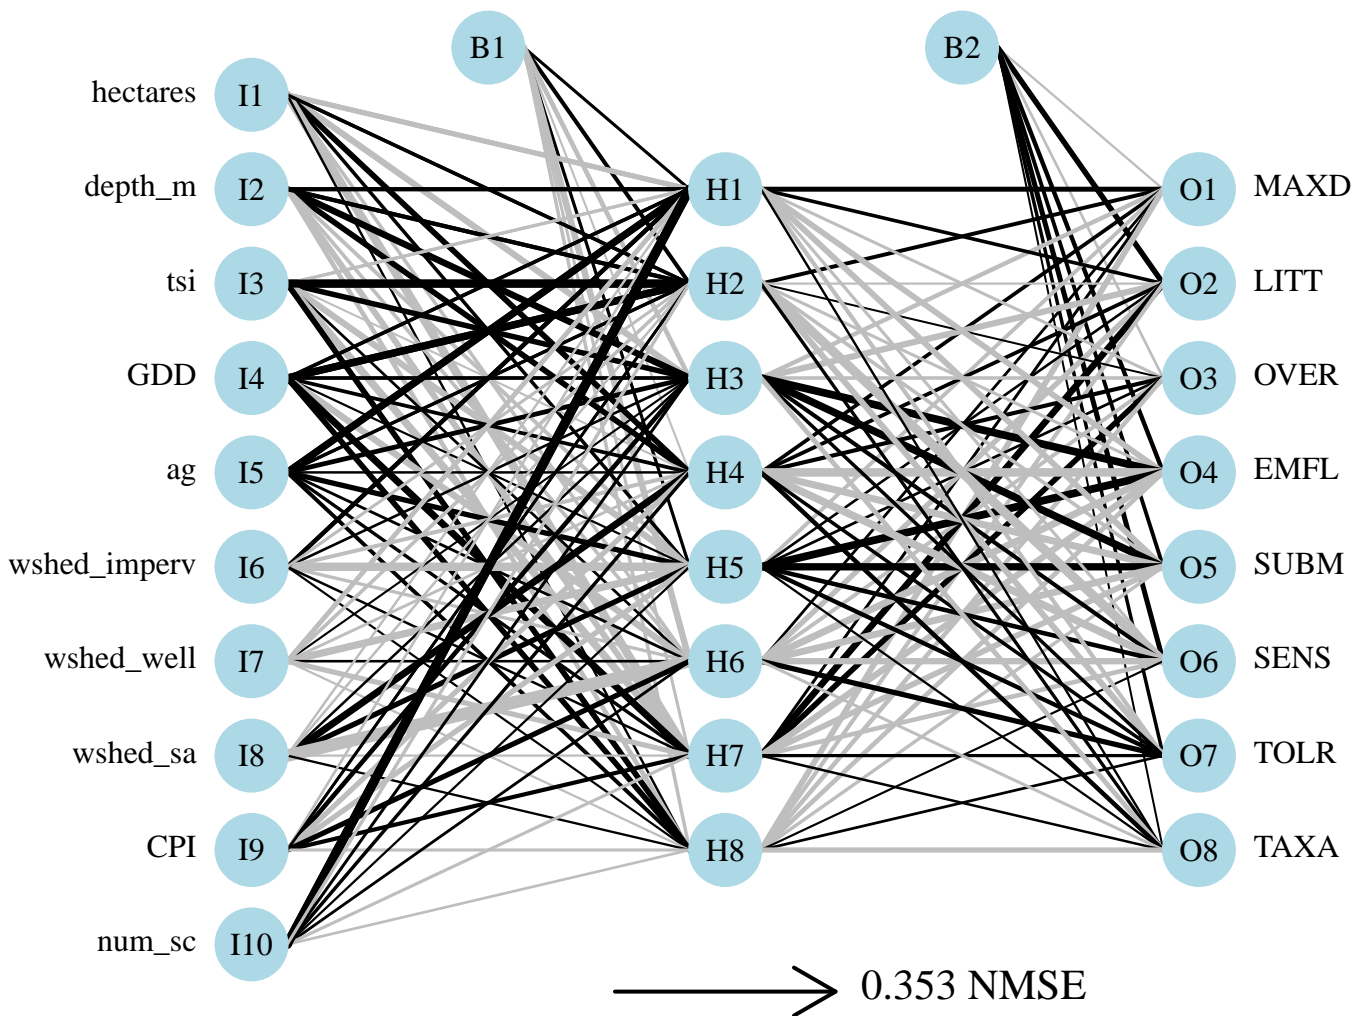 B1 B2
hectares I1
depth_m I2 H1 O1 MAXD
tsi I3 H2 O2 LITT
GDD I4 H3 O3 OVER
ag I5 H4 O4 EMFL
wshed_imperv I6 H5 O5 SUBM
wshed_well I7 H6 O6 SENS
wshed_sa I8 H7 O7 TOLR
CPI I9 H8 O8 TAXA
num_sc I10
0.353 NMSE